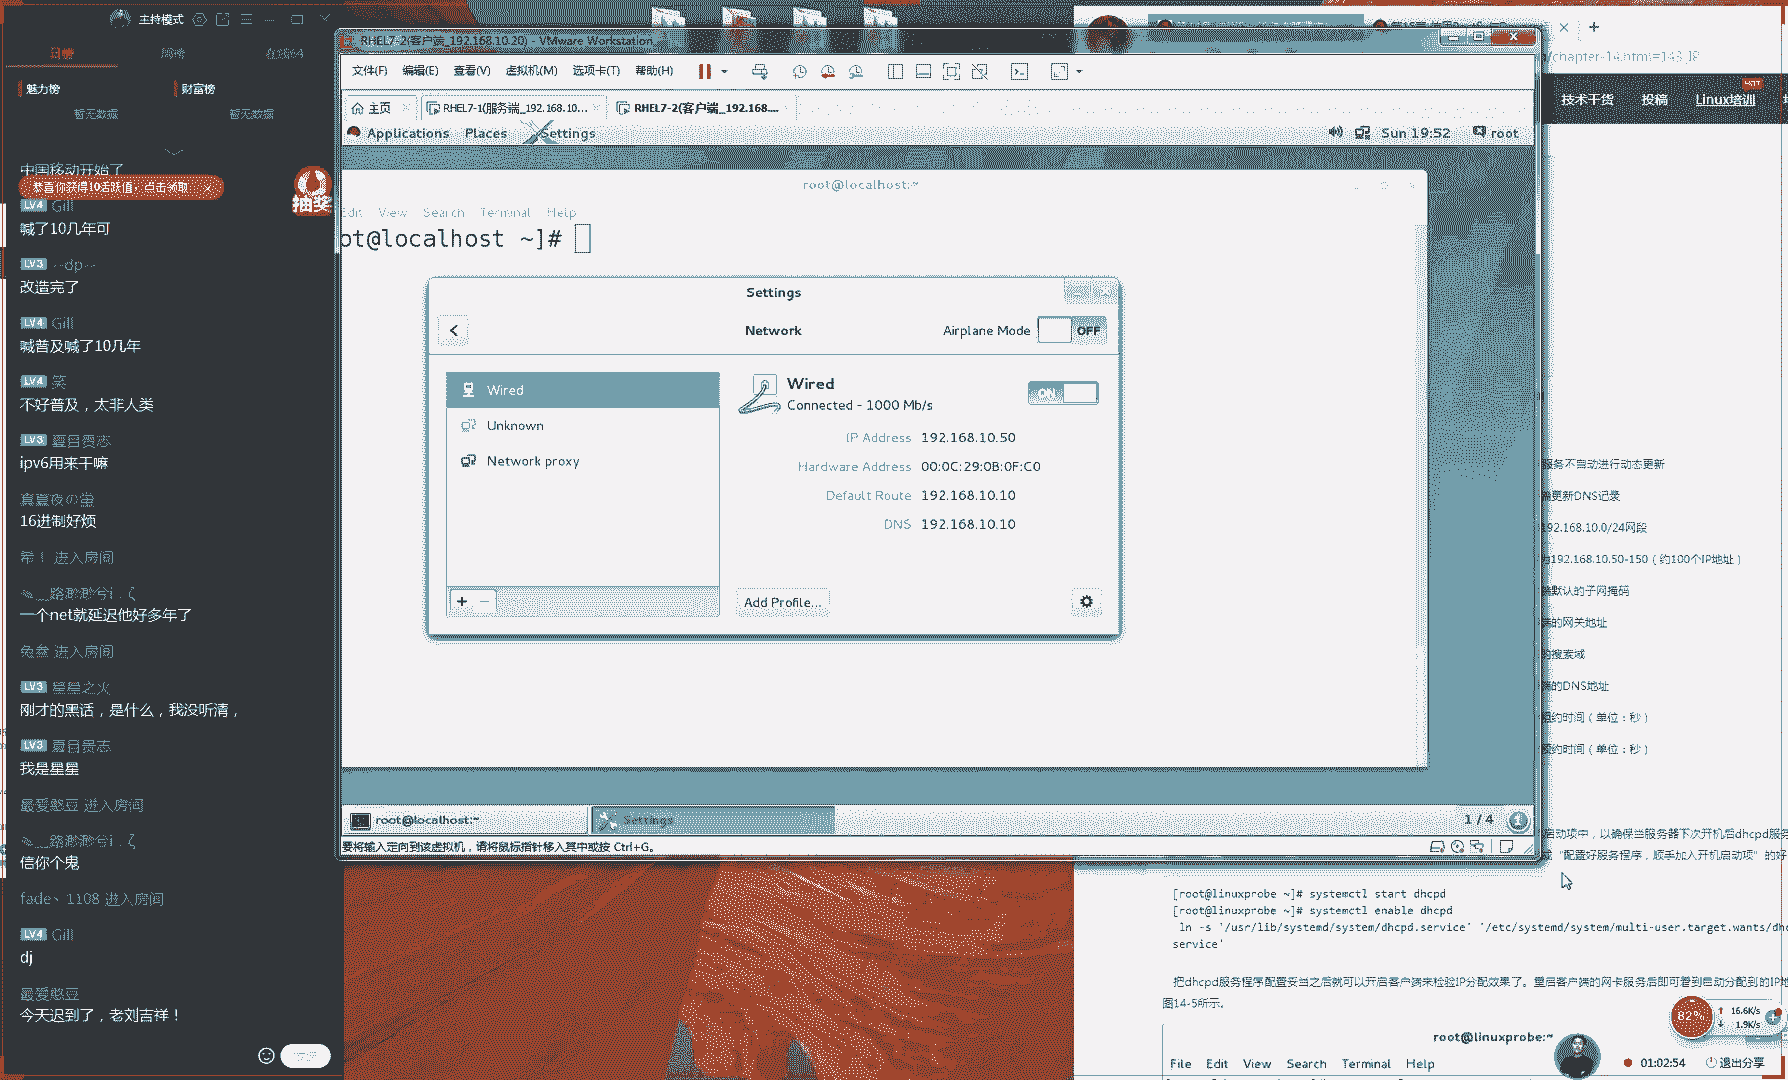 主持模式
日榜
周榜
魅力榜
财富榜
暂无数据
暂无数据
中国移动开始了
恭喜你获得10活跃值，点击领取
抽奖
LV4 Gill
喊了10几年可
LV3 --dp--
改造完了
LV4 Gill
喊普及喊了10几年
LV4 笑
不好普及，太非人类
LV3 夏目贵志
ipv6用来干嘛
真夏夜の萤
16进制好烦
希！ 进入房间
一个net就延迟他好多年了
进入房间
LV3 星星之火
刚才的黑话，是什么，我没听清，
LV3 夏目贵志
我是星星
最爱憨豆 进入房间
信你个鬼
fade丶1108 进入房间
LV4 Gill
dj
最爱憨豆
今天迟到了，老刘吉祥！
RHEL7-2(客户端_192.168.10.20) - VMware Workstation
文件(F) 编辑(E) 查看(V) 虚拟机(M) 选项卡(T) 帮助(H)
主页 RHEL7-1(服务端_192.168.10... RHEL7-2(客户端_192.168....
Applications Places Settings Sun 19:52 root
root@localhost:~
Edit View Search Terminal Help
ot@localhost ~]#
Settings
Network
Airplane Mode OFF
Wired
Unknown
Network proxy
Wired
Connected - 1000 Mb/s
ON
IP Address 192.168.10.50
Hardware Address 00:0C:29:0B:0F:C0
Default Route 192.168.10.10
DNS 192.168.10.10
+ −
Add Profile...
root@localhost:~ Settings 1 / 4
要将输入定向到该虚拟机，请将鼠标指针移入其中或按 Ctrl+G。
技术干货 投稿 Linux培训
HOT
服务不自动进行动态更新
更新DNS记录
192.168.10.0/24网段
为192.168.10.50-150（约100个IP地址）
默认的子网掩码
的网关地址
的搜索域
的DNS地址
租约时间（单位：秒）
预约时间（单位：秒）
启动项中，以确保当服务器下次开机后dhcpd服务
成“配置好服务程序，顺手加入开机启动项”的好
[root@linuxprobe ~]# systemctl start dhcpd
[root@linuxprobe ~]# systemctl enable dhcpd
ln -s '/usr/lib/systemd/system/dhcpd.service' '/etc/systemd/system/multi-user.target.wants/dhc
service'
把dhcpd服务程序配置妥当之后就可以开启客户端来检验IP分配效果了。重启客户端的网卡服务后即可看到自动分配到的IP地
图14-5所示。
root@linuxprobe:~
File Edit View Search Terminal Help
82%
16.6K/s
1.9K/s
01:02:54 退出分享